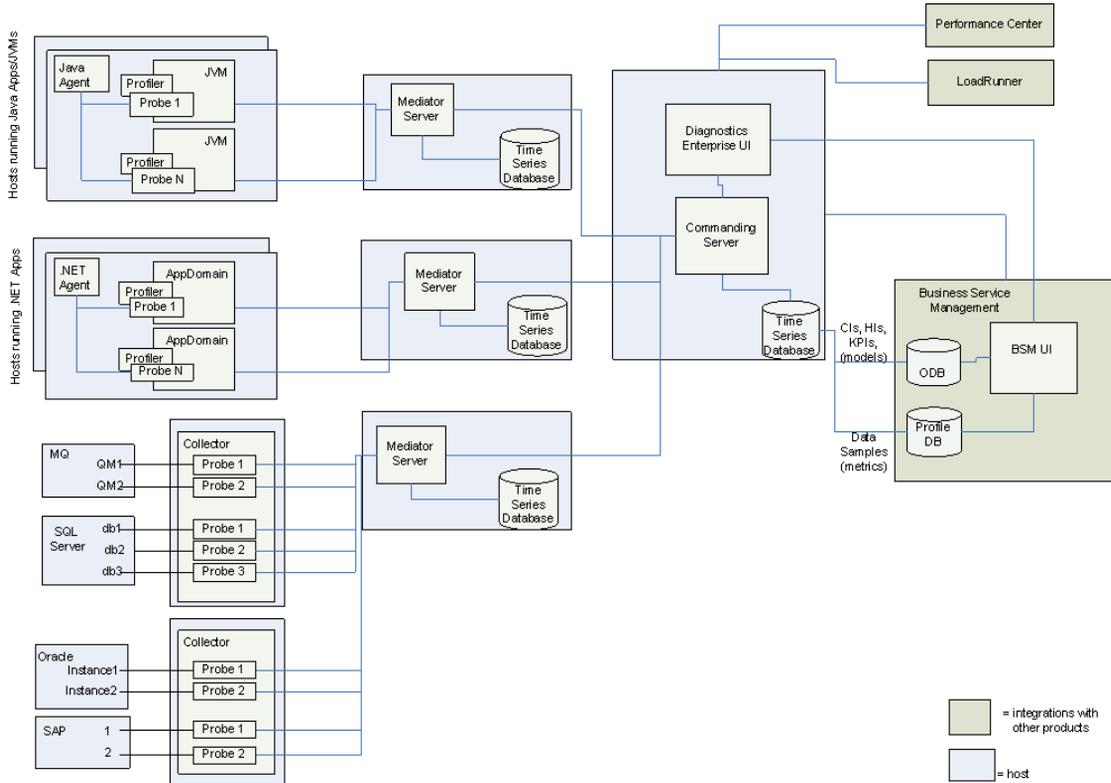 Hosts running Java Apps/JVMs
Java
Agent
Profiler
Probe 1
JVM
Profiler
Probe N
JVM
Mediator
Server
Time
Series
Database
Hosts running .NET Apps
.NET
Agent
Profiler
Probe 1
AppDomain
Profiler
Probe N
AppDomain
Mediator
Server
Time
Series
Database
MQ
QM1
QM2
SQL
Server
db1
db2
db3
Collector
Probe 1
Probe 2
Probe 1
Probe 2
Probe 3
Mediator
Server
Time
Series
Database
Oracle
Instance1
Instance2
SAP
1
2
Collector
Probe 1
Probe 2
Probe 1
Probe 2
Diagnostics
Enterprise UI
Commanding
Server
Time
Series
Database
Performance Center
LoadRunner
CIs, HIs,
KPIs,
(models)
Data
Samples
(metrics)
Business Service
Management
BSM UI
ODB
Profile
DB
= integrations with
other products
= host